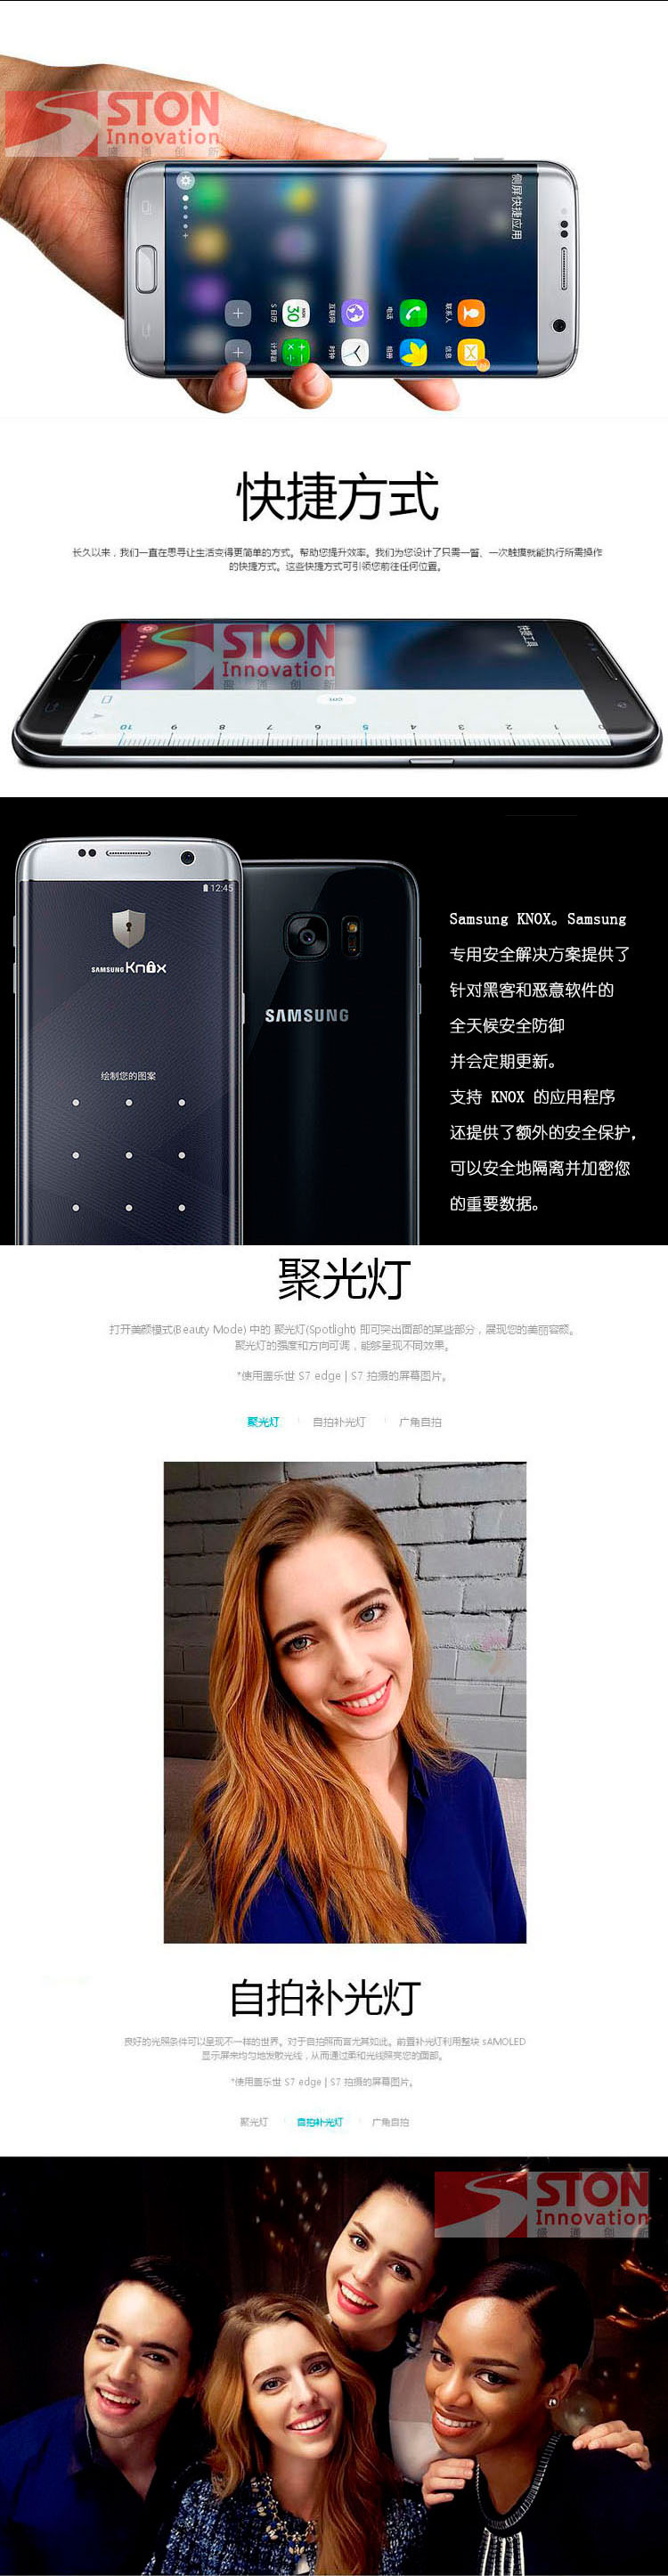 STON
Innovation
睿通创新
侧屏快捷应用
联系人
电话
互联网
S 日历
30
信息
相册
时钟
计算器
快捷方式
长久以来，我们一直在思寻让生活变得更简单的方式。帮助您提升效率。我们为您设计了只需一瞥、一次触摸就能执行所需操作
的快捷方式。这些快捷方式可引领您前往任何位置。
STON
Innovation
睿通创新
快捷工具
10 9 8 7 6 5 4 3 2 1 0
12:45
SAMSUNG Knox
绘制您的图案
SAMSUNG
Samsung KNOX。Samsung
专用安全解决方案提供了
针对黑客和恶意软件的
全天候安全防御
并会定期更新。
支持 KNOX 的应用程序
还提供了额外的安全保护，
可以安全地隔离并加密您
的重要数据。
聚光灯
打开美颜模式(Beauty Mode) 中的 聚光灯(Spotlight) 即可突出面部的某些部分，展现您的美丽容颜。
聚光灯的强度和方向可调，能够呈现不同效果。
*使用盖乐世 S7 edge | S7 拍摄的屏幕图片。
聚光灯 自拍补光灯 广角自拍
自拍补光灯
良好的光照条件可以呈现不一样的世界。对于自拍照而言尤其如此。前置补光灯利用整块 sAMOLED
显示屏来均匀地发散光线，从而通过柔和光线照亮您的面部。
*使用盖乐世 S7 edge | S7 拍摄的屏幕图片。
聚光灯 自拍补光灯 广角自拍
STON
Innovation
睿通创新